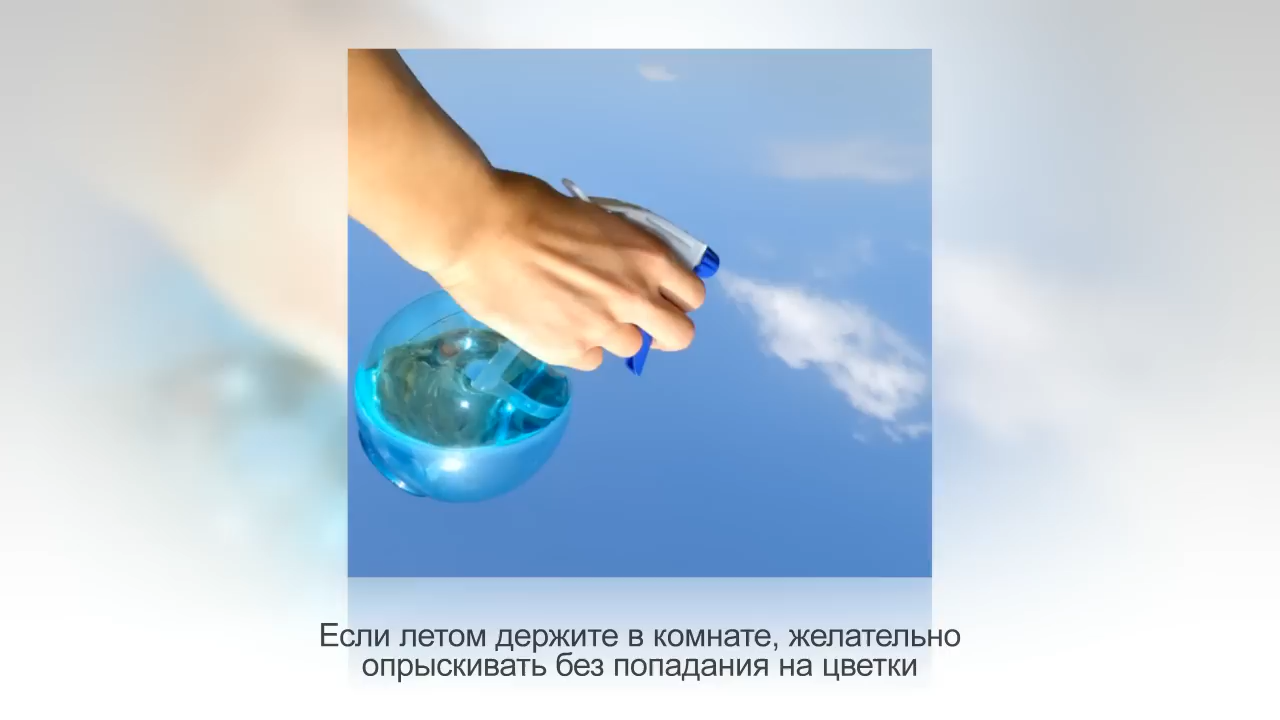 Если летом держите в комнате, желательно
опрыскивать без попадания на цветки